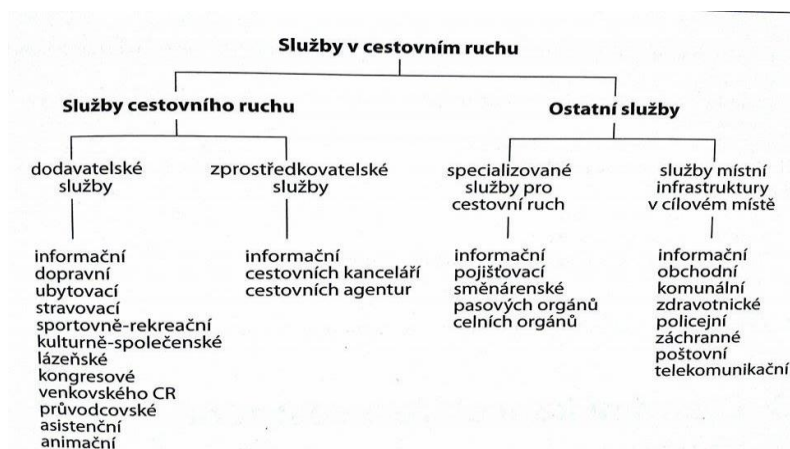 Služby v cestovním ruchu
Služby cestovního ruchu
Ostatní služby
dodavatelské
služby
zprostředkovatelské
služby
specializované
služby pro
cestovní ruch
služby místní
infrastruktury
v cílovém místě
informační
dopravní
ubytovací
stravovací
sportovně-rekreační
kulturně-společenské
lázeňské
kongresové
venkovského CR
průvodcovské
asistenční
animační
informační
cestovních kanceláří
cestovních agentur
informační
pojišťovací
směnárenské
pasových orgánů
celních orgánů
informační
obchodní
komunální
zdravotnické
policejní
záchranné
poštovní
telekomunikační